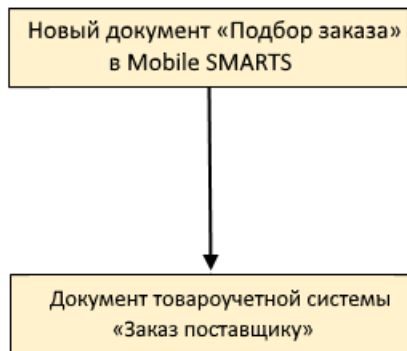 Новый документ «Подбор заказа»
в Mobile SMARTS
Документ товароучетной системы
«Заказ поставщику»